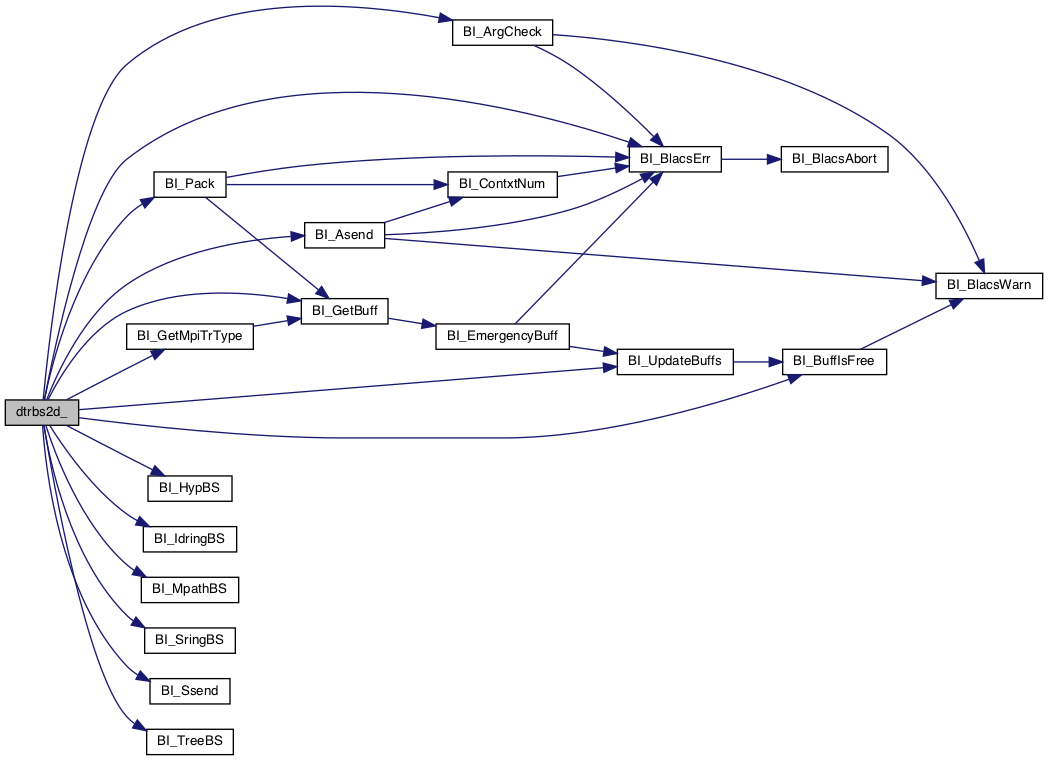 BI_ArgCheck
BI_BlacsErr
BI_BlacsAbort
BI_Pack
BI_ContxtNum
BI_Asend
BI_BlacsWarn
BI_GetBuff
BI_GetMpiTrType
BI_EmergencyBuff
BI_UpdateBuffs
BI_BuffIsFree
dtrbs2d_
BI_HypBS
BI_IdringBS
BI_MpathBS
BI_SringBS
BI_Ssend
BI_TreeBS